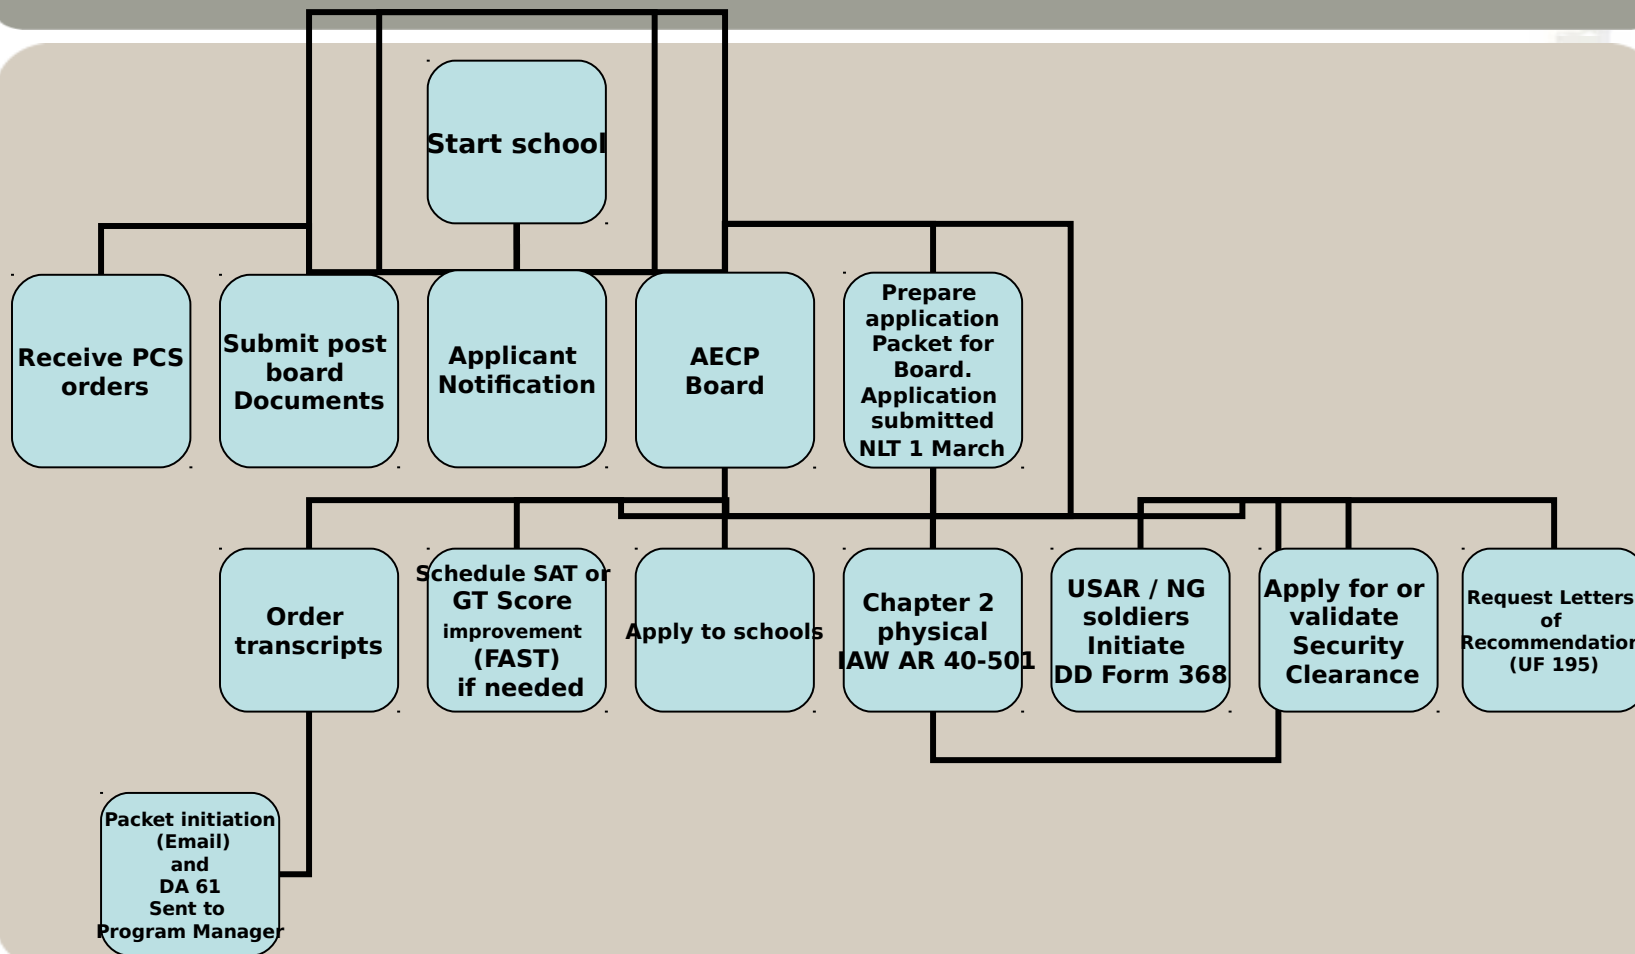 Start school
Receive PCS
orders
Submit post
board
Documents
Applicant
Notification
AECP
Board
Prepare
application
Packet for
Board.
Application
submitted
NLT 1 March
Order
transcripts
Schedule SAT or
GT Score
improvement
(FAST)
if needed
Apply to schools
Chapter 2
physical
IAW AR 40-501
USAR / NG
soldiers
Initiate
DD Form 368
Apply for or
validate
Security
Clearance
Request Letters
of
Recommendation
(UF 195)
Packet initiation
(Email)
and
DA 61
Sent to
Program Manager